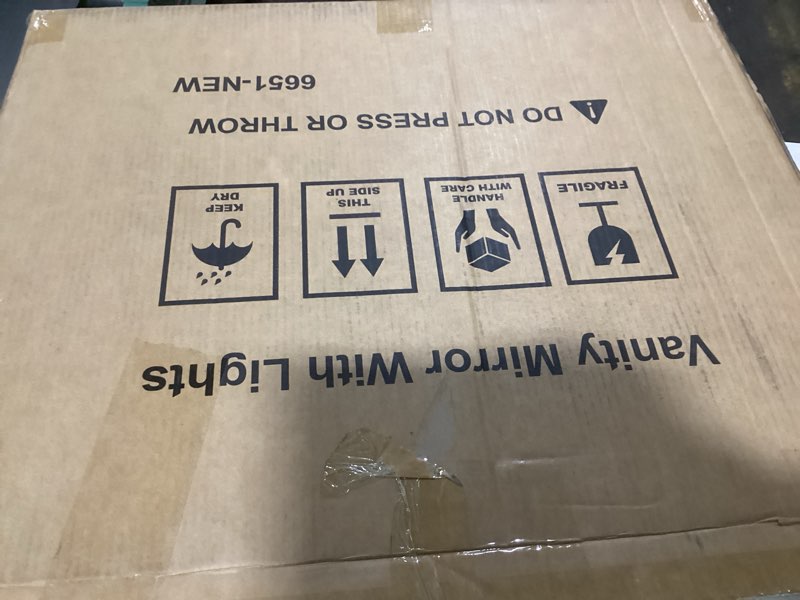 Vanity Mirror With Lights
FRAGILE
HANDLE
WITH CARE
THIS
SIDE UP
KEEP
DRY
DO NOT PRESS OR THROW
6651-NEW